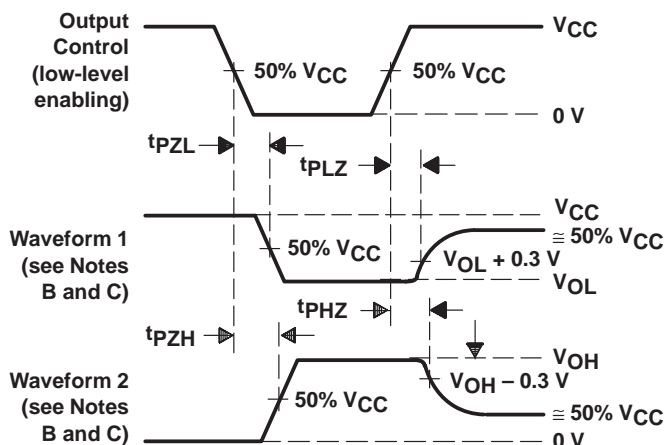 Output
Control
(low-level
enabling)
50% VCC
50% VCC
VCC
0 V
tPZL
tPLZ
Waveform 1
(see Notes
B and C)
50% VCC
VOL + 0.3 V
VCC
≅ 50% VCC
VOL
tPZH
tPHZ
Waveform 2
(see Notes
B and C)
50% VCC
VOH − 0.3 V
VOH
≅ 50% VCC
0 V